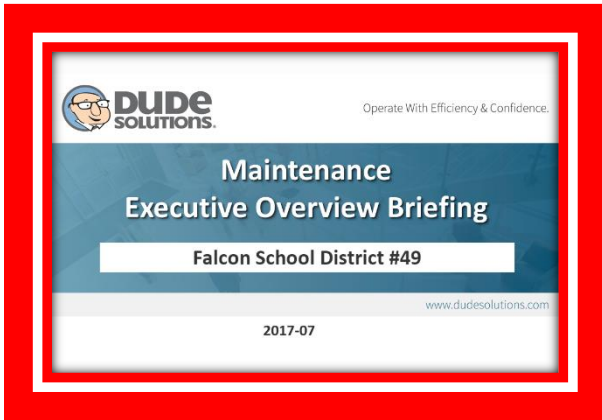 DUDE
SOLUTIONS.
Operate With Efficiency & Confidence.
Maintenance
Executive Overview Briefing
Falcon School District #49
www.dudesolutions.com
2017-07